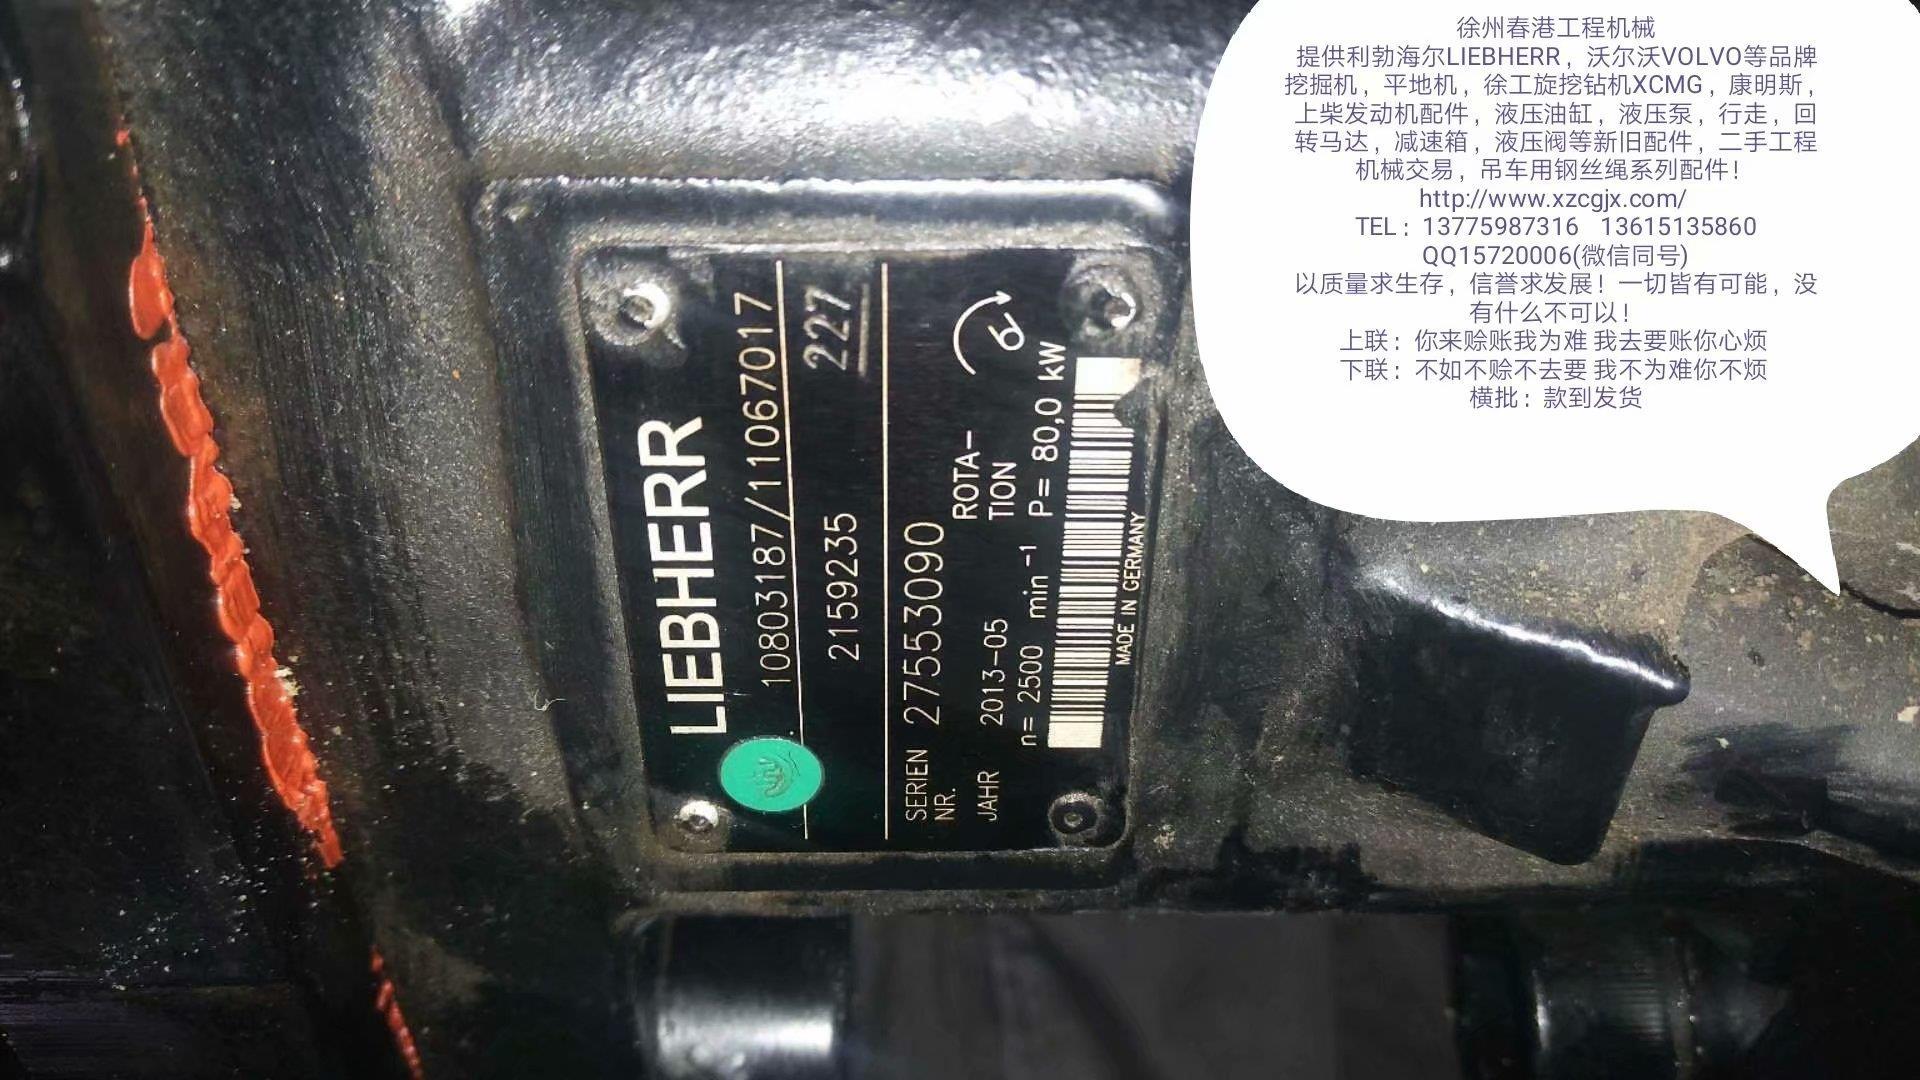 徐州春港工程机械
提供利勃海尔LIEBHERR，沃尔沃VOLVO等品牌
挖掘机，平地机，徐工旋挖钻机XCMG，康明斯，
上柴发动机配件，液压油缸，液压泵，行走，回
转马达，减速箱，液压阀等新旧配件，二手工程
机械交易，吊车用钢丝绳系列配件！
http://www.xzcgjx.com/
TEL：13775987316 13615135860
QQ15720006(微信同号)
以质量求生存，信誉求发展！一切皆有可能，没
有什么不可以！
上联：你来赊账我为难 我去要账你心烦
下联：不如不赊不去要 我不为难你不烦
横批：款到发货
LIEBHERR
10803187/11067017
2159235 227
SERIEN NR. 27553090
JAHR 2013-05 ROTA-
TION
n= 2500 min-1 P= 80,0 kW
MADE IN GERMANY